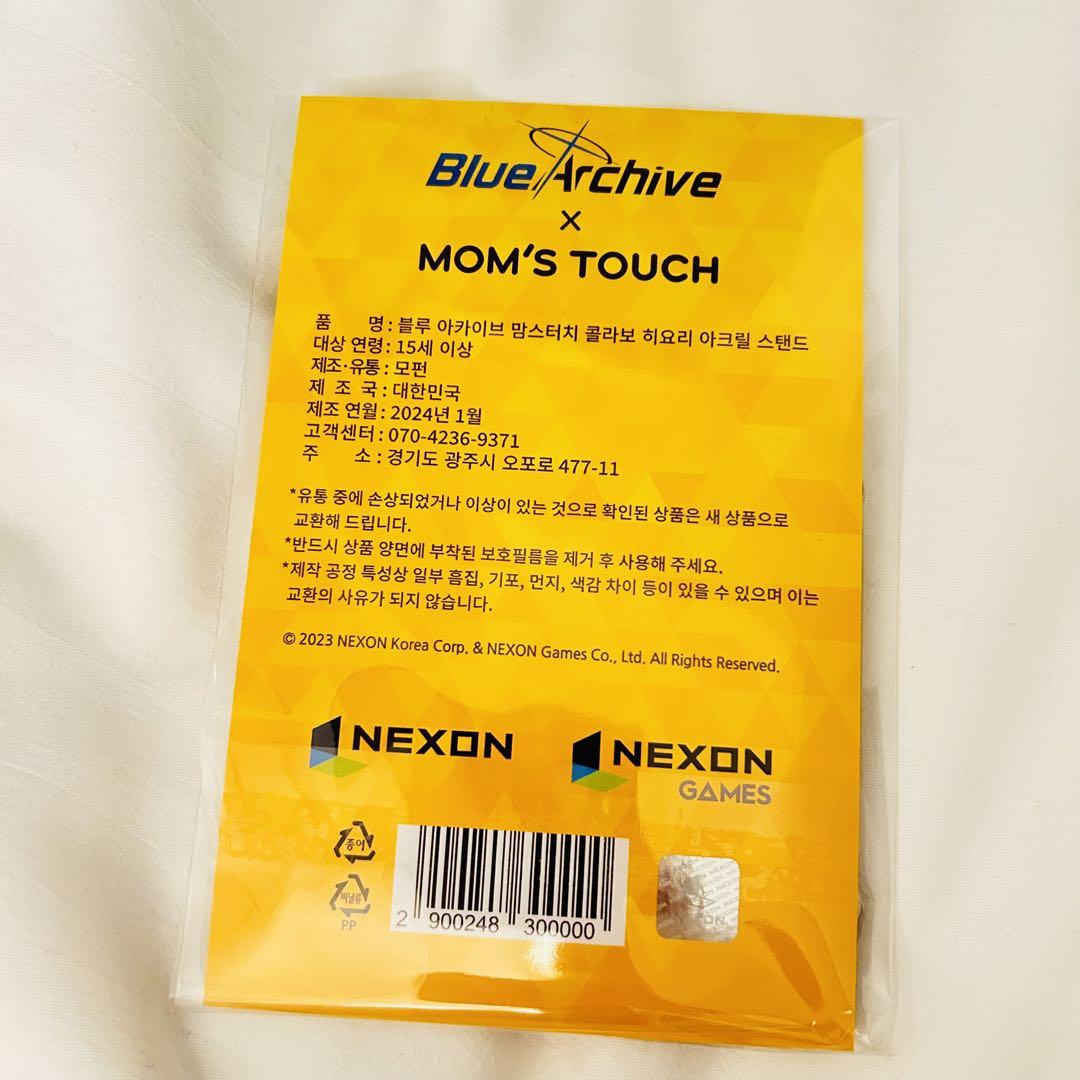 Blue Archive
X
MOM'S TOUCH
품 명 : 블루 아카이브 맘스터치 콜라보 히요리 아크릴 스탠드
대상 연령 : 15세 이상
제조·유통 : 모펀
제 조 국 : 대한민국
제조 연월 : 2024년 1월
고객센터 : 070-4236-9371
주 소 : 경기도 광주시 오포로 477-11
*유통 중에 손상되었거나 이상이 있는 것으로 확인된 상품은 새 상품으로
교환해 드립니다.
*반드시 상품 양면에 부착된 보호필름을 제거 후 사용해 주세요.
*제작 공정 특성상 일부 흠집, 기포, 먼지, 색감 차이 등이 있을 수 있으며 이는
교환의 사유가 되지 않습니다.
© 2023 NEXON Korea Corp. & NEXON Games Co., Ltd. All Rights Reserved.
NEXON
NEXON
GAMES
종이
비닐류
PP
2 900248 300000